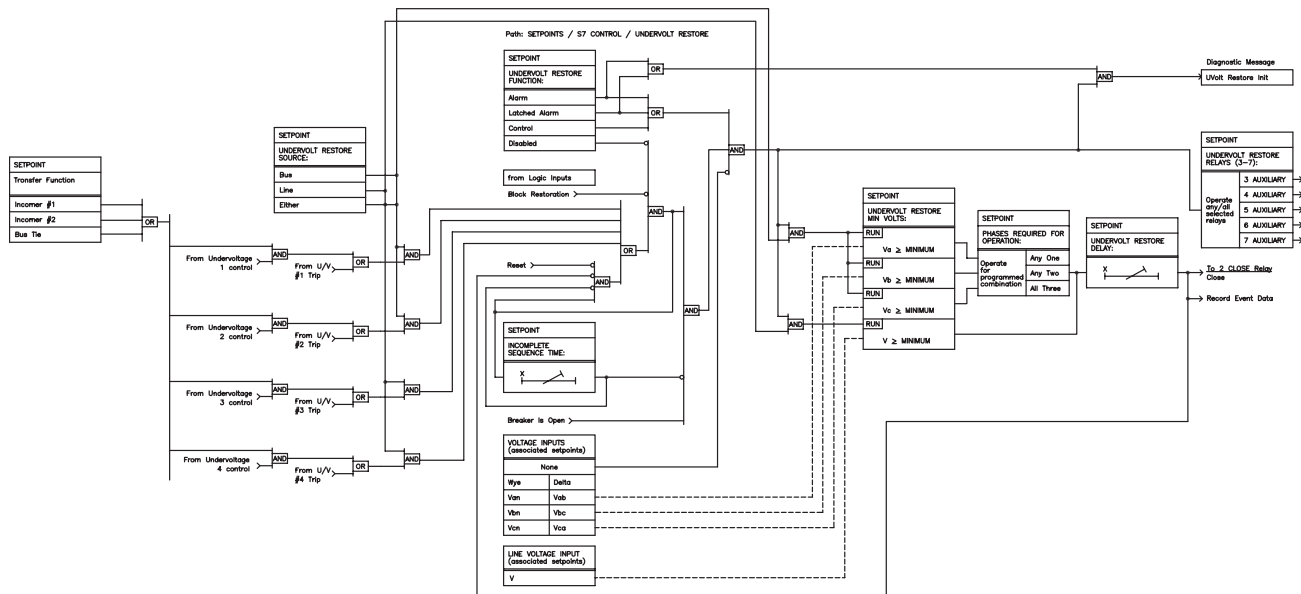 Path: SETPOINTS / S7 CONTROL / UNDERVOLT RESTORE
SETPOINT
Transfer Function
Incomer #1
Incomer #2
Bus Tie
OR
SETPOINT
UNDERVOLT RESTORE
SOURCE:
Bus
Line
Either
From Undervoltage
1 control
AND
From U/V
#1 Trip
OR
AND
From Undervoltage
2 control
AND
From U/V
#2 Trip
OR
AND
From Undervoltage
3 control
AND
From U/V
#3 Trip
OR
AND
From Undervoltage
4 control
AND
From U/V
#4 Trip
OR
AND
SETPOINT
UNDERVOLT RESTORE
FUNCTION:
Alarm
Latched Alarm
Control
Disabled
OR
OR
from Logic Inputs
Block Restoration
AND
OR
Reset
AND
SETPOINT
INCOMPLETE
SEQUENCE TIME:
X
Breaker Is Open
AND
AND
VOLTAGE INPUTS
(associated setpoints)
None
Wye
Delta
Van
Vab
Vbn
Vbc
Vcn
Vca
LINE VOLTAGE INPUT
(associated setpoints)
V
AND
AND
SETPOINT
UNDERVOLT RESTORE
MIN VOLTS:
RUN
Va ≥ MINIMUM
RUN
Vb ≥ MINIMUM
RUN
Vc ≥ MINIMUM
RUN
V ≥ MINIMUM
SETPOINT
PHASES REQUIRED FOR
OPERATION:
Operate
for
programmed
combination
Any One
Any Two
All Three
SETPOINT
UNDERVOLT RESTORE
DELAY:
X
AND
Diagnostic Message
UVolt Restore Init
SETPOINT
UNDERVOLT RESTORE
RELAYS (3-7):
Operate
any/all
selected
relays
3 AUXILIARY
4 AUXILIARY
5 AUXILIARY
6 AUXILIARY
7 AUXILIARY
To 2 CLOSE Relay
Close
Record Event Data